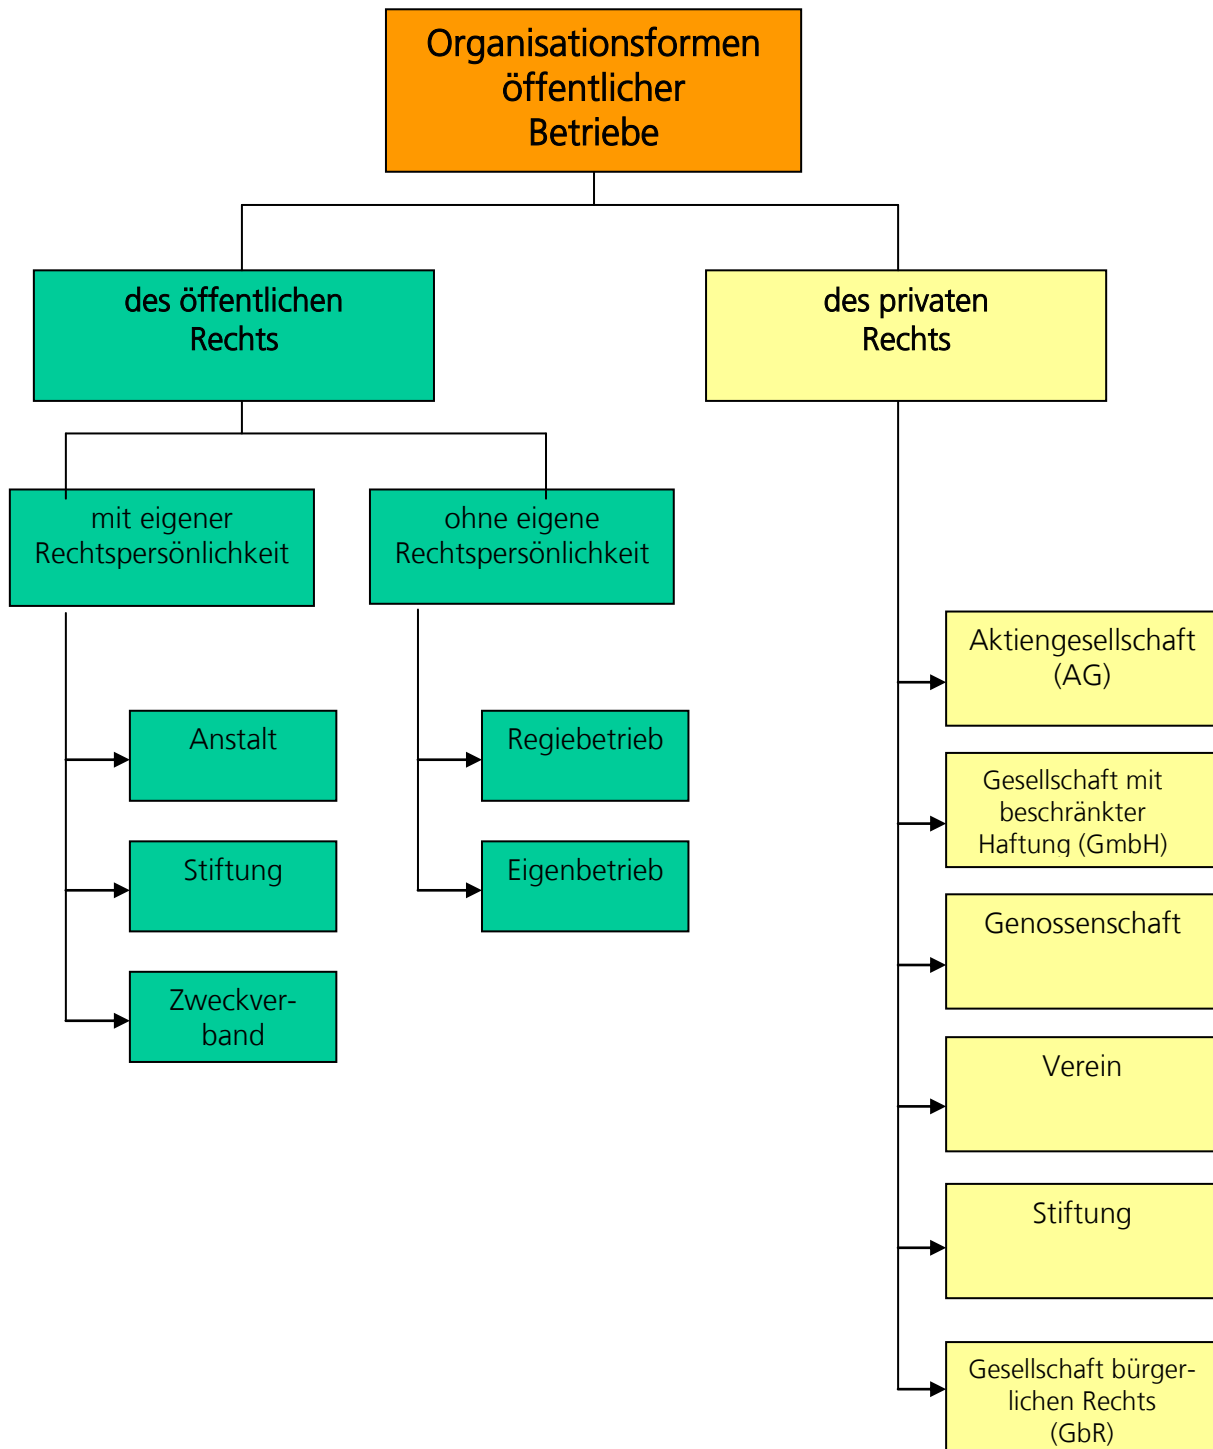 Organisationsformen
öffentlicher
Betriebe
des öffentlichen
Rechts
des privaten
Rechts
mit eigener
Rechtspersönlichkeit
ohne eigene
Rechtspersönlichkeit
Anstalt
Stiftung
Zweckver-
band
Regiebetrieb
Eigenbetrieb
Aktiengesellschaft
(AG)
Gesellschaft mit
beschränkter
Haftung (GmbH)
Genossenschaft
Verein
Stiftung
Gesellschaft bürger-
lichen Rechts
(GbR)